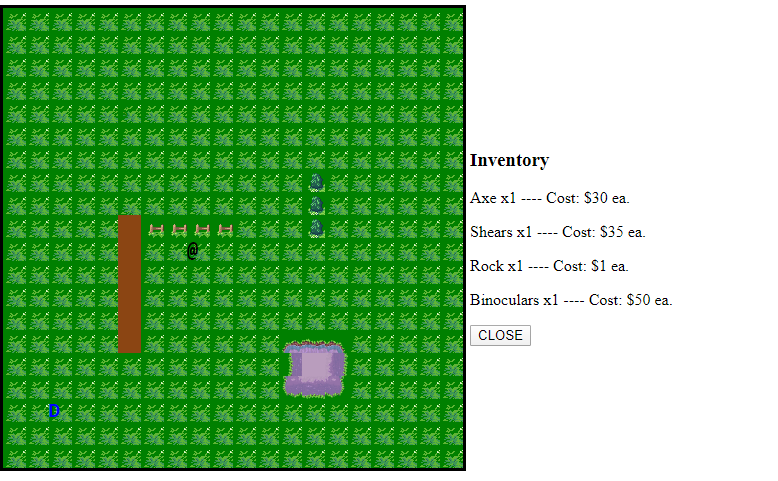 Inventory
Axe x1 ---- Cost: $30 ea.
Shears x1 ---- Cost: $35 ea.
@
Rock x1 ---- Cost: $1 ea.
Binoculars x1 ---- Cost: $50 ea.
CLOSE
D